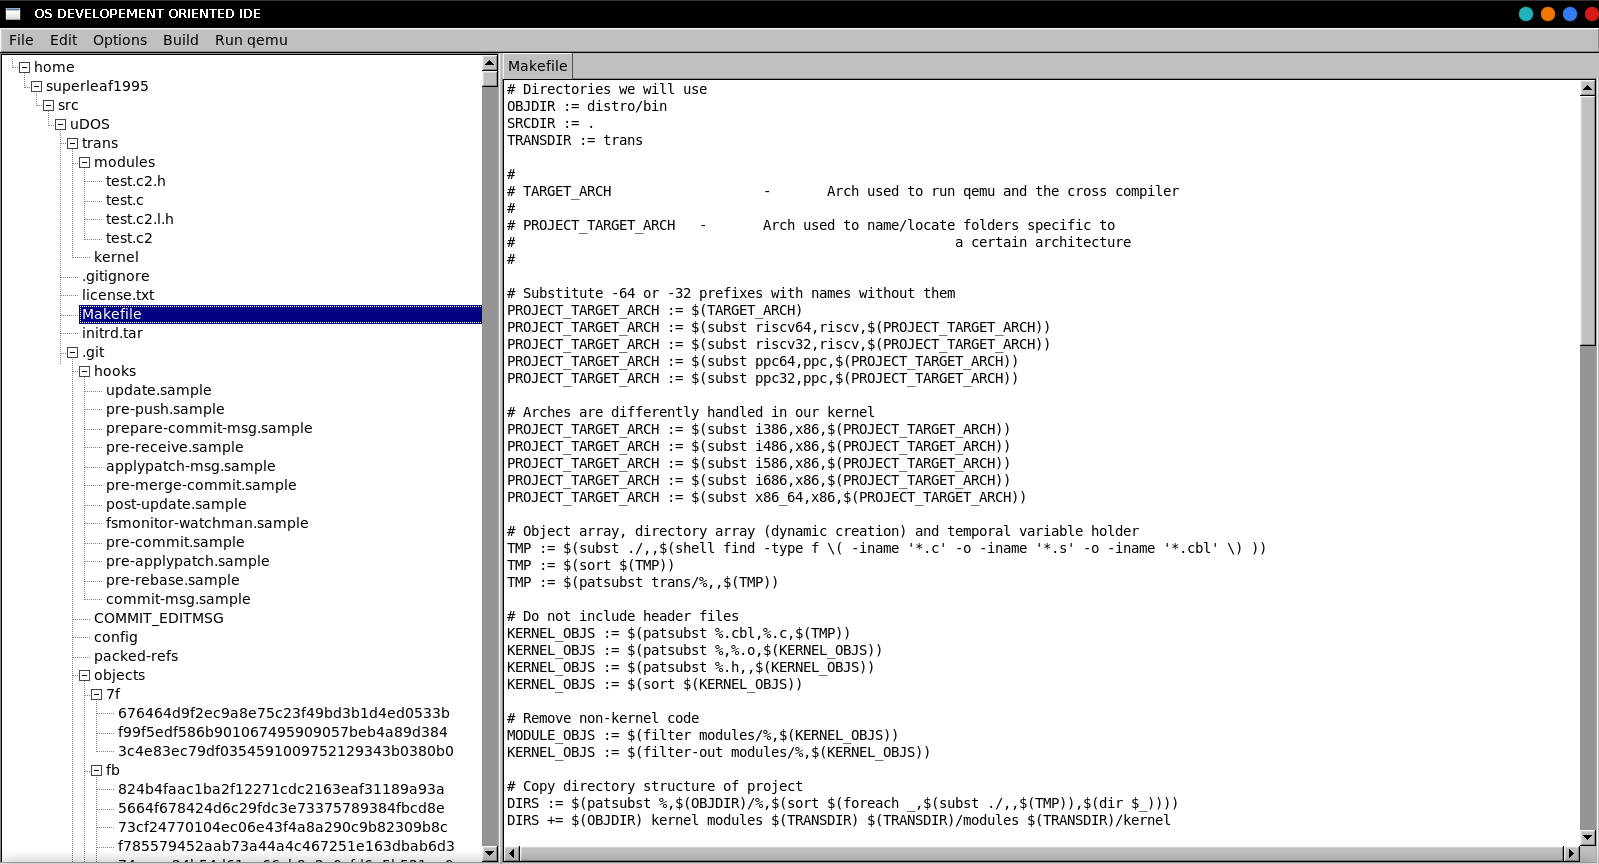 OS DEVELOPEMENT ORIENTED IDE
File Edit Options Build Run qemu
home
superleaf1995
src
uDOS
trans
modules
test.c2.h
test.c
test.c2.l.h
test.c2
kernel
.gitignore
license.txt
Makefile
initrd.tar
.git
hooks
update.sample
pre-push.sample
prepare-commit-msg.sample
pre-receive.sample
applypatch-msg.sample
pre-merge-commit.sample
post-update.sample
fsmonitor-watchman.sample
pre-commit.sample
pre-applypatch.sample
pre-rebase.sample
commit-msg.sample
COMMIT_EDITMSG
config
packed-refs
objects
7f
676464d9f2ec9a8e75c23f49bd3b1d4ed0533b
f99f5edf586b901067495909057beb4a89d384
3c4e83ec79df0354591009752129343b0380b0
fb
824b4faac1ba2f12271cdc2163eaf31189a93a
5664f678424d6c29fdc3e73375789384fbcd8e
73cf24770104ec06e43f4a8a290c9b82309b8c
f785579452aab73a44a4c467251e163dbab6d3
Makefile
# Directories we will use
OBJDIR := distro/bin
SRCDIR := .
TRANSDIR := trans
#
# TARGET_ARCH - Arch used to run qemu and the cross compiler
#
# PROJECT_TARGET_ARCH - Arch used to name/locate folders specific to
# a certain architecture
#
# Substitute -64 or -32 prefixes with names without them
PROJECT_TARGET_ARCH := $(TARGET_ARCH)
PROJECT_TARGET_ARCH := $(subst riscv64,riscv,$(PROJECT_TARGET_ARCH))
PROJECT_TARGET_ARCH := $(subst riscv32,riscv,$(PROJECT_TARGET_ARCH))
PROJECT_TARGET_ARCH := $(subst ppc64,ppc,$(PROJECT_TARGET_ARCH))
PROJECT_TARGET_ARCH := $(subst ppc32,ppc,$(PROJECT_TARGET_ARCH))
# Arches are differently handled in our kernel
PROJECT_TARGET_ARCH := $(subst i386,x86,$(PROJECT_TARGET_ARCH))
PROJECT_TARGET_ARCH := $(subst i486,x86,$(PROJECT_TARGET_ARCH))
PROJECT_TARGET_ARCH := $(subst i586,x86,$(PROJECT_TARGET_ARCH))
PROJECT_TARGET_ARCH := $(subst i686,x86,$(PROJECT_TARGET_ARCH))
PROJECT_TARGET_ARCH := $(subst x86_64,x86,$(PROJECT_TARGET_ARCH))
# Object array, directory array (dynamic creation) and temporal variable holder
TMP := $(subst ./,,$(shell find -type f \( -iname '*.c' -o -iname '*.s' -o -iname '*.cbl' \) ))
TMP := $(sort $(TMP))
TMP := $(patsubst trans/%,,$(TMP))
# Do not include header files
KERNEL_OBJS := $(patsubst %.cbl,%.c,$(TMP))
KERNEL_OBJS := $(patsubst %,%.o,$(KERNEL_OBJS))
KERNEL_OBJS := $(patsubst %.h,,$(KERNEL_OBJS))
KERNEL_OBJS := $(sort $(KERNEL_OBJS))
# Remove non-kernel code
MODULE_OBJS := $(filter modules/%,$(KERNEL_OBJS))
KERNEL_OBJS := $(filter-out modules/%,$(KERNEL_OBJS))
# Copy directory structure of project
DIRS := $(patsubst %,$(OBJDIR)/%,$(sort $(foreach _,$(subst ./,,$(TMP)),$(dir $_))))
DIRS += $(OBJDIR) kernel modules $(TRANSDIR) $(TRANSDIR)/modules $(TRANSDIR)/kernel